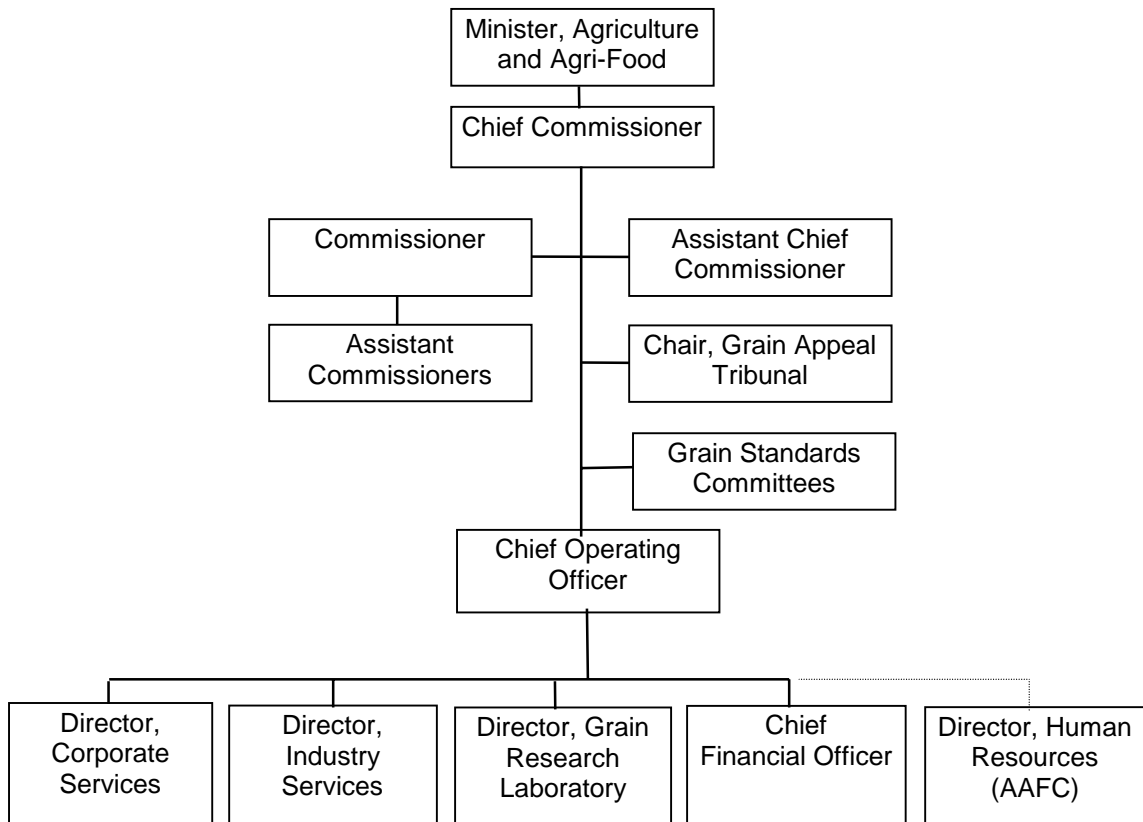 Minister, Agriculture
and Agri-Food
Chief Commissioner
Commissioner
Assistant Chief
Commissioner
Assistant
Commissioners
Chair, Grain Appeal
Tribunal
Grain Standards
Committees
Chief Operating
Officer
Director,
Corporate
Services
Director,
Industry
Services
Director, Grain
Research
Laboratory
Chief
Financial Officer
Director, Human
Resources
(AAFC)